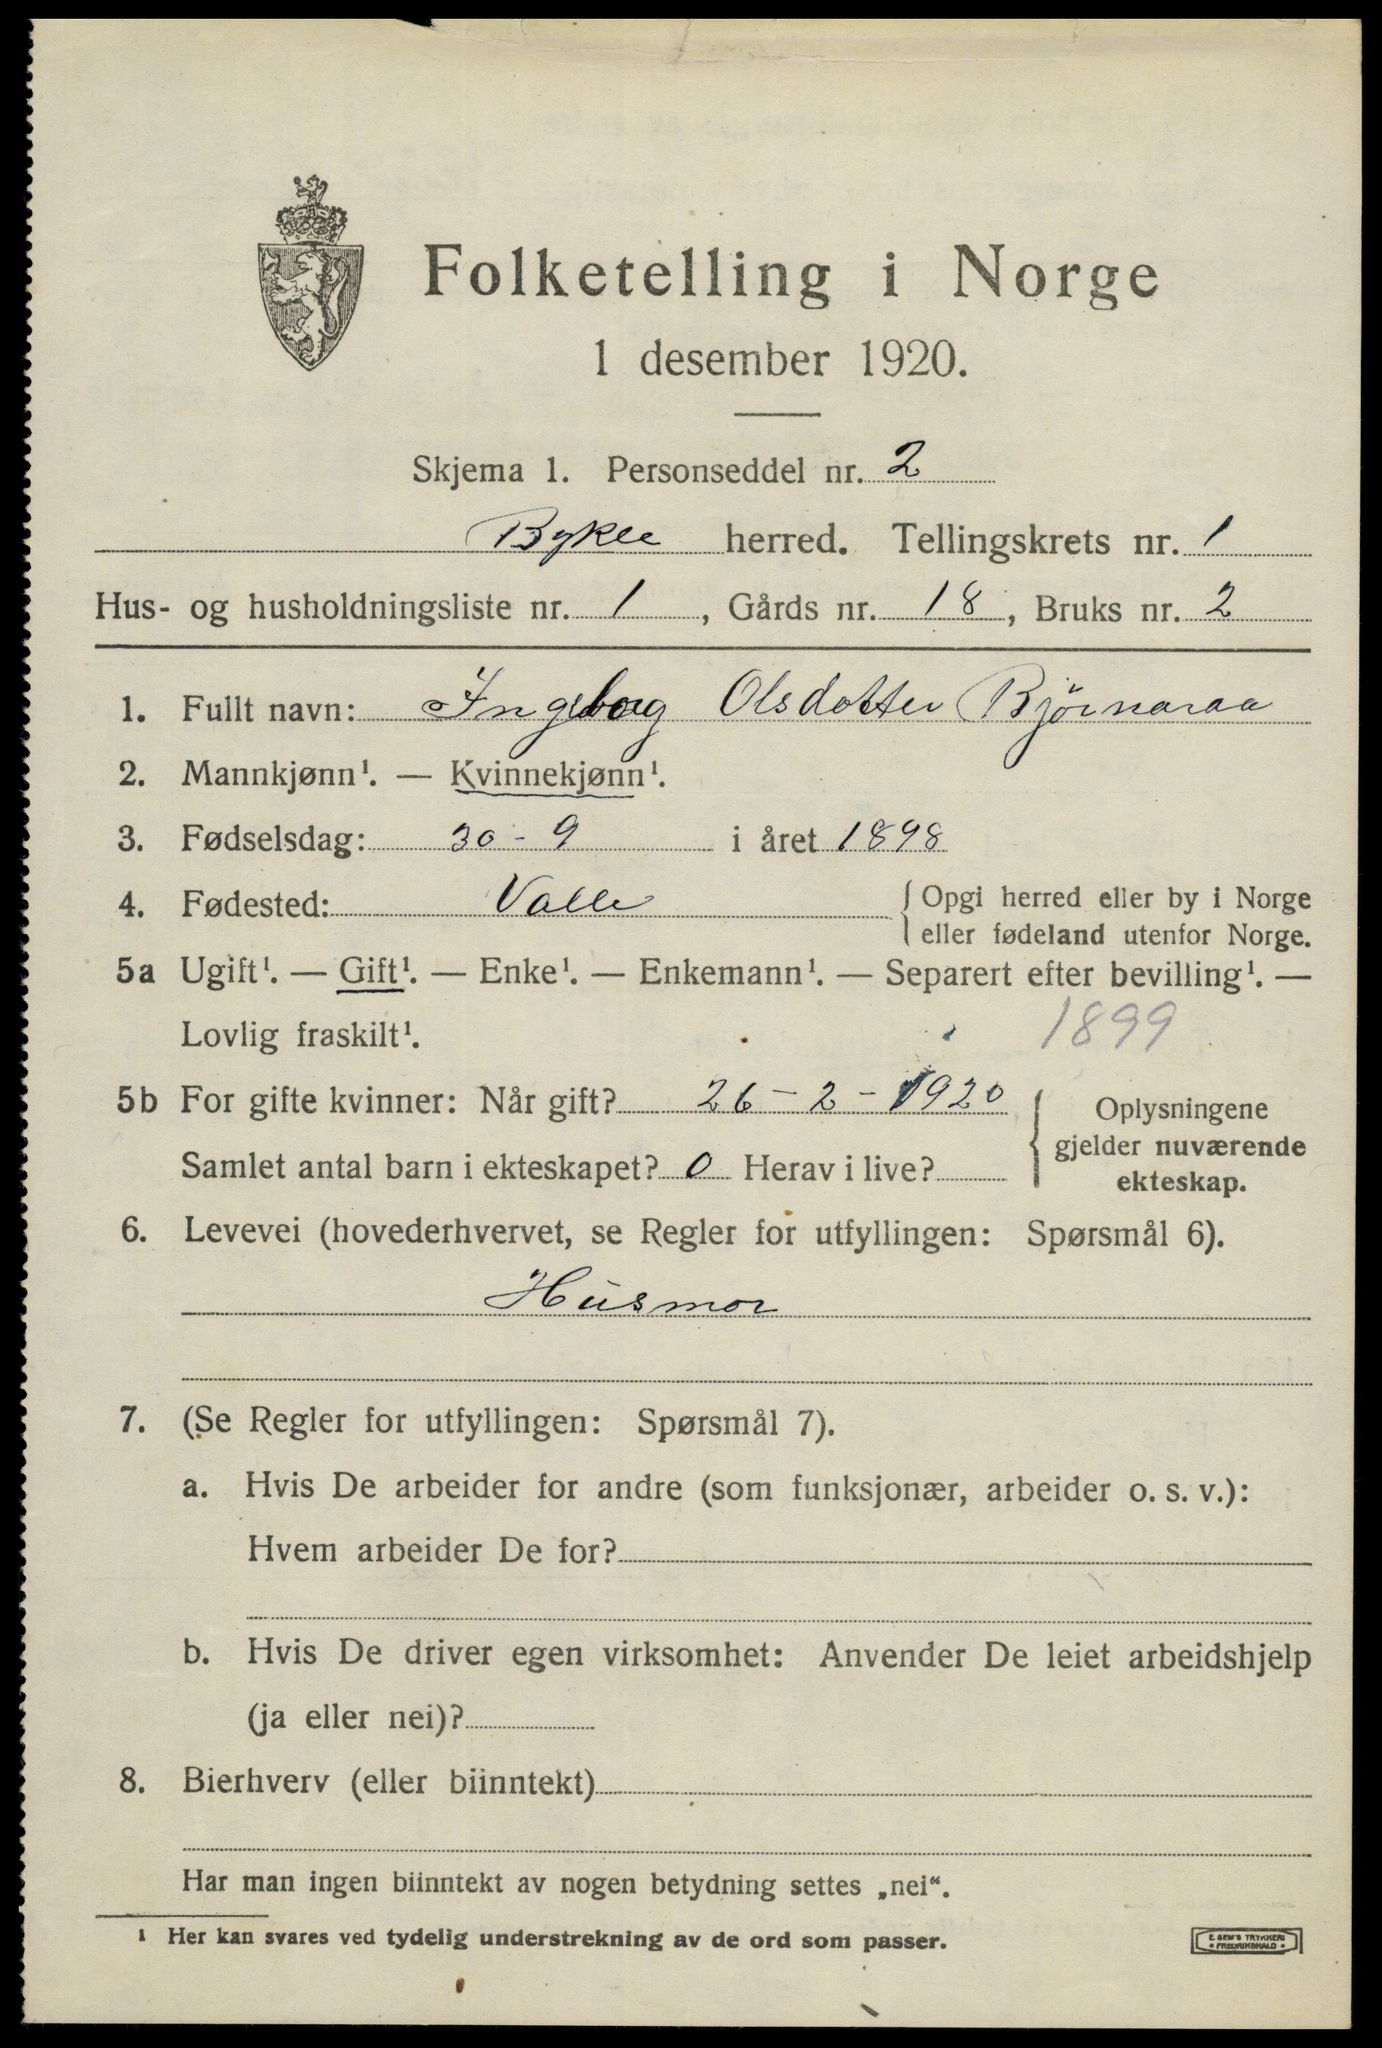 Folketelling i Norge
1 desember 1920.
Skjema 1. Personseddel nr. 2
Bykle herred. Tellingskrets nr. 1
Hus- og husholdningsliste nr. 1, Gårds nr. 18, Bruks nr. 2
1. Fullt navn: Ingeborg Olsdotter Bjørnaraa
2. Mannkjønn¹. — Kvinnekjønn¹.
3. Fødselsdag: 30 - 9 i året 1898
4. Fødested: Valle { Opgi herred eller by i Norge
eller fødeland utenfor Norge.
5a Ugift¹. — Gift¹. — Enke¹. — Enkemann¹. — Separert efter bevilling¹. —
Lovlig fraskilt¹. 1899
5b For gifte kvinner: Når gift? 26 - 2 - 1920
Samlet antal barn i ekteskapet? 0 Herav i live?
Oplysningene
gjelder nuværende
ekteskap.
6. Levevei (hovederhvervet, se Regler for utfyllingen: Spørsmål 6).
Husmor
7. (Se Regler for utfyllingen: Spørsmål 7).
a. Hvis De arbeider for andre (som funksjonær, arbeider o. s. v.):
Hvem arbeider De for?
b. Hvis De driver egen virksomhet: Anvender De leiet arbeidshjelp
(ja eller nei)?
8. Bierhverv (eller biinntekt)
Har man ingen biinntekt av nogen betydning settes „nei“.
¹ Her kan svares ved tydelig understrekning av de ord som passer.
E. SEM'S TRYKKERI
• FREDRIKSHALD •